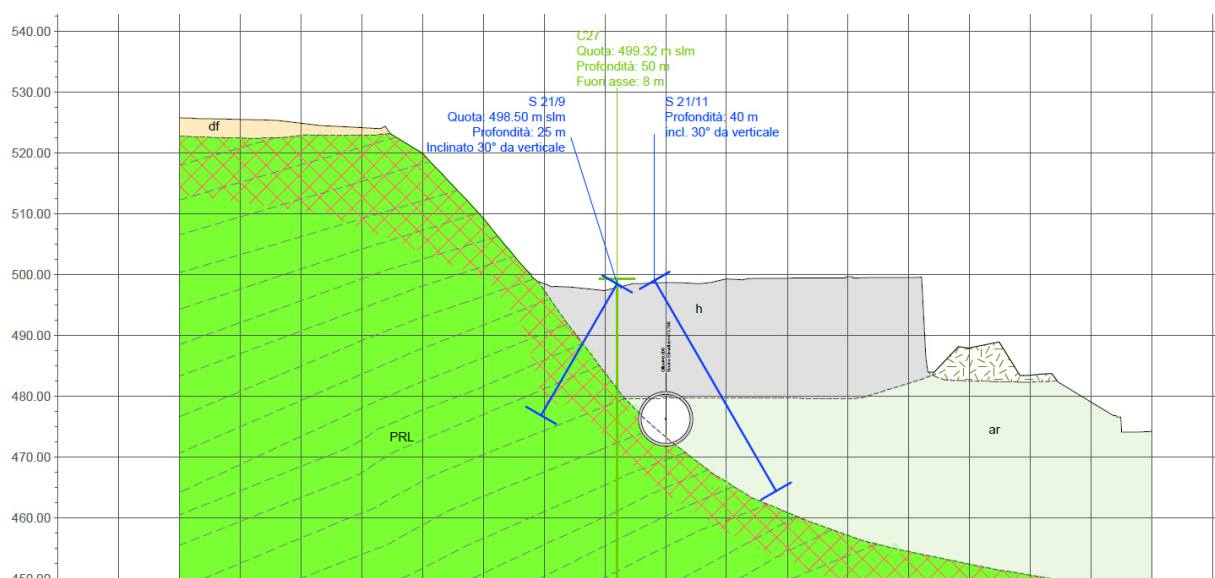 540.00
C27
Quota: 499.32 m slm
Profondità: 50 m
Fuori asse: 8 m
530.00
S 21/9
Quota: 498.50 m slm
Profondità: 25 m
Inclinato 30° da verticale
S 21/11
Profondità: 40 m
incl. 30° da verticale
df
520.00
510.00
500.00
h
490.00
480.00
PRL
ar
470.00
460.00
450.00